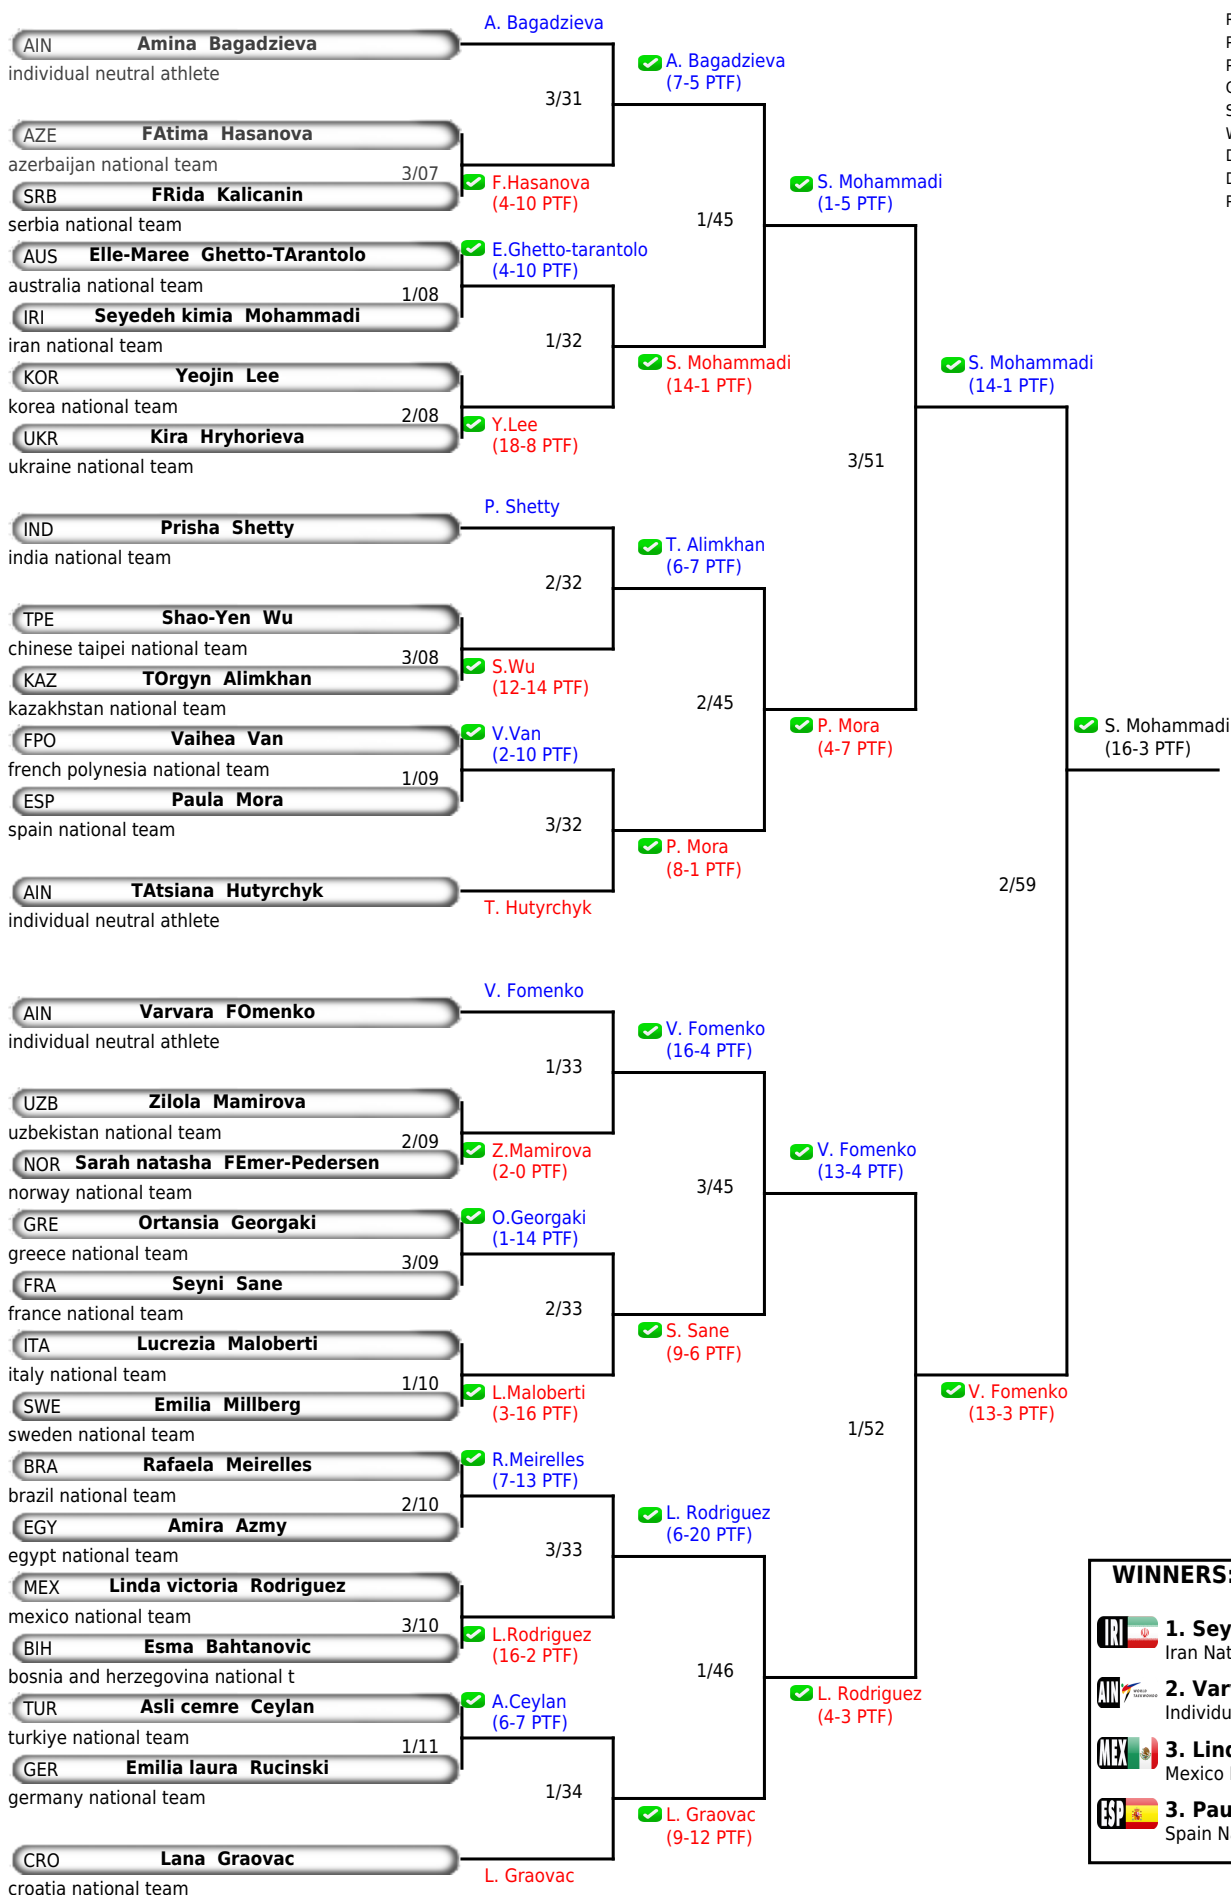 A. Bagadzieva
AIN Amina Bagadzieva
individual neutral athlete
A. Bagadzieva
(7-5 PTF)
3/31
AZE FAtima Hasanova
azerbaijan national team
3/07
F.Hasanova
(4-10 PTF)
SRB FRida Kalicanin
serbia national team
S. Mohammadi
(1-5 PTF)
1/45
AUS Elle-Maree Ghetto-TArantolo
australia national team
E.Ghetto-tarantolo
(4-10 PTF)
1/08
IRI Seyedeh kimia Mohammadi
iran national team
1/32
S. Mohammadi
(14-1 PTF)
KOR Yeojin Lee
korea national team
2/08
Y.Lee
(18-8 PTF)
UKR Kira Hryhorieva
ukraine national team
S. Mohammadi
(14-1 PTF)
3/51
P. Shetty
IND Prisha Shetty
india national team
T. Alimkhan
(6-7 PTF)
2/32
TPE Shao-Yen Wu
chinese taipei national team
3/08
S.Wu
(12-14 PTF)
KAZ TOrgyn Alimkhan
kazakhstan national team
2/45
P. Mora
(4-7 PTF)
FPO Vaihea Van
french polynesia national team
V.Van
(2-10 PTF)
1/09
ESP Paula Mora
spain national team
3/32
P. Mora
(8-1 PTF)
AIN TAtsiana Hutyrchyk
individual neutral athlete
T. Hutyrchyk
S. Mohammadi
(16-3 PTF)
2/59
V. Fomenko
AIN Varvara FOmenko
individual neutral athlete
V. Fomenko
(16-4 PTF)
1/33
UZB Zilola Mamirova
uzbekistan national team
2/09
Z.Mamirova
(2-0 PTF)
NOR Sarah natasha FEmer-Pedersen
norway national team
V. Fomenko
(13-4 PTF)
3/45
GRE Ortansia Georgaki
greece national team
O.Georgaki
(1-14 PTF)
3/09
FRA Seyni Sane
france national team
2/33
S. Sane
(9-6 PTF)
ITA Lucrezia Maloberti
italy national team
1/10
L.Maloberti
(3-16 PTF)
SWE Emilia Millberg
sweden national team
V. Fomenko
(13-3 PTF)
1/52
BRA Rafaela Meirelles
brazil national team
R.Meirelles
(7-13 PTF)
2/10
EGY Amira Azmy
egypt national team
L. Rodriguez
(6-20 PTF)
3/33
MEX Linda victoria Rodriguez
mexico national team
3/10
L.Rodriguez
(16-2 PTF)
BIH Esma Bahtanovic
bosnia and herzegovina national t
1/46
L. Rodriguez
(4-3 PTF)
TUR Asli cemre Ceylan
turkiye national team
A.Ceylan
(6-7 PTF)
1/11
GER Emilia laura Rucinski
germany national team
1/34
L. Graovac
(9-12 PTF)
CRO Lana Graovac
croatia national team
L. Graovac
WINNERS:
IRI 1. Sey
Iran Nat
AIN 2. Var
Individu
MEX 3. Lin
Mexico
ESP 3. Pau
Spain N